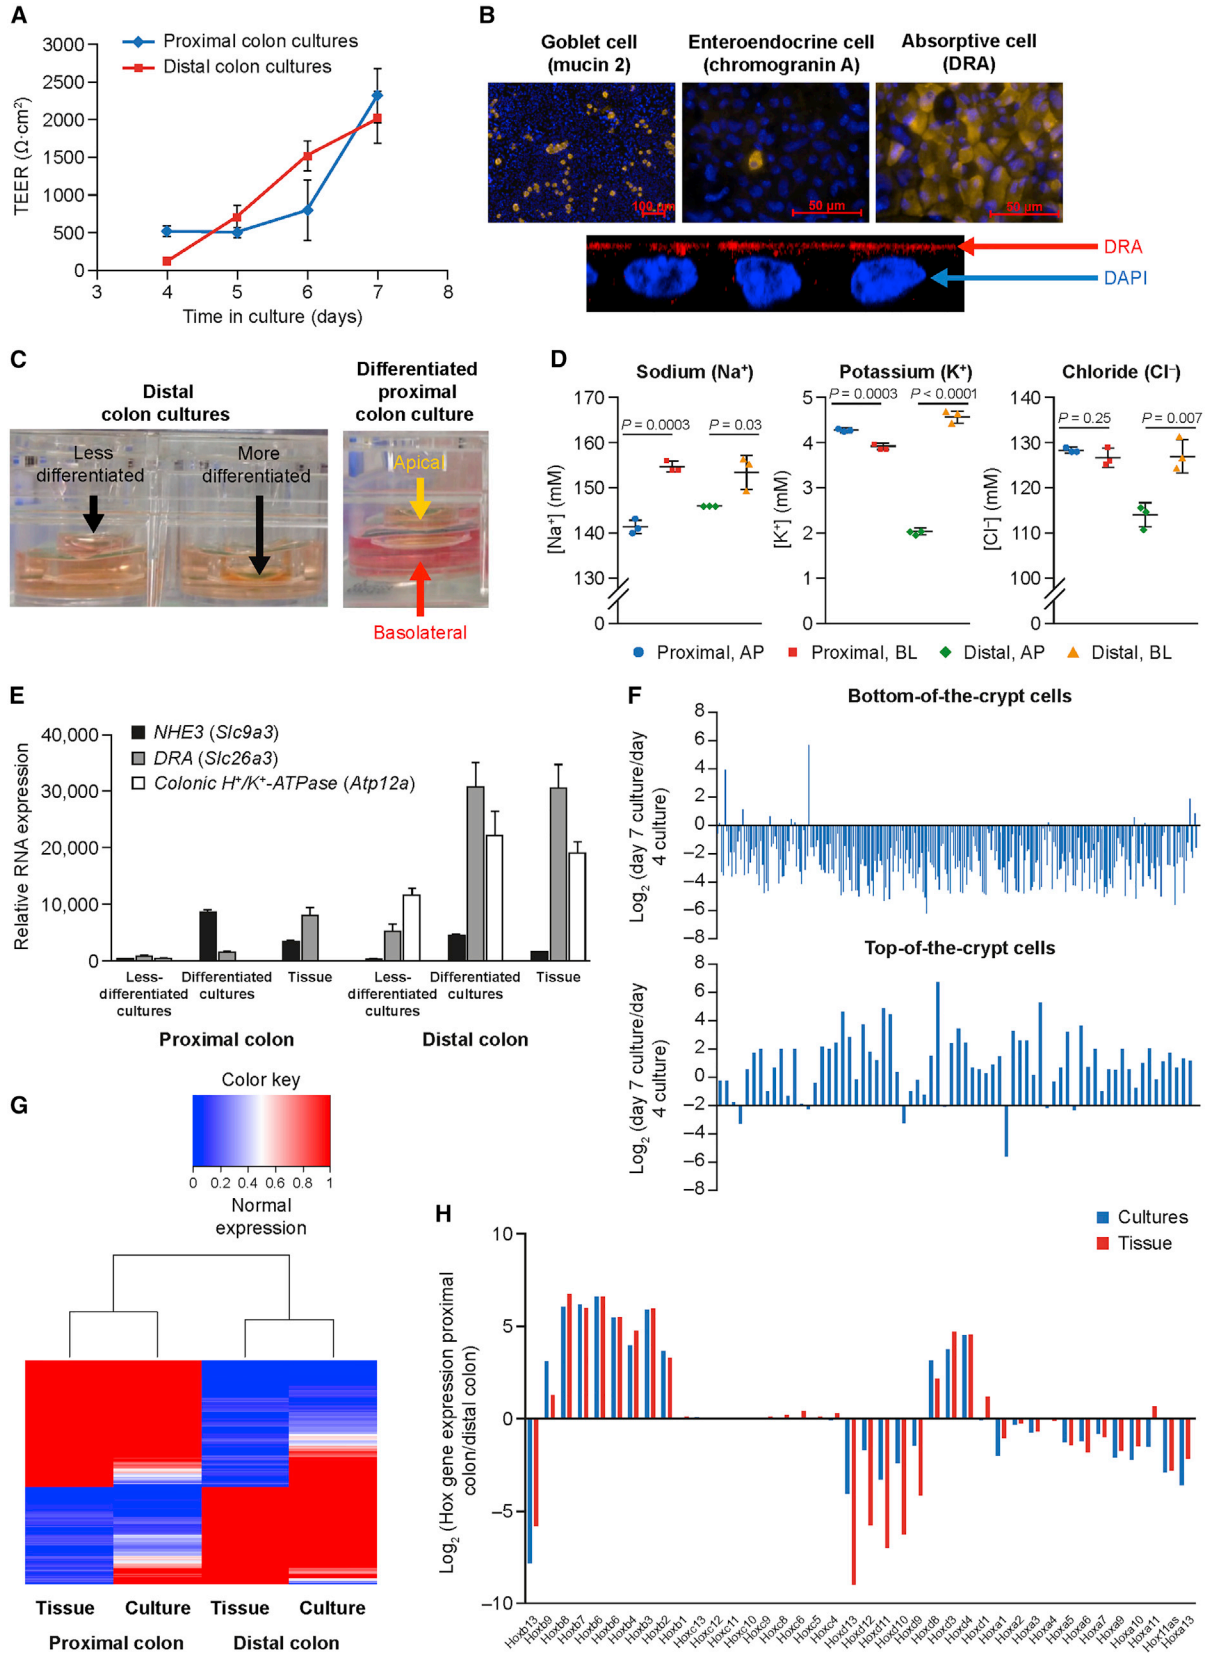 A
3000
2500
2000
1500
1000
500
0
TEER (Ω·cm²)
Proximal colon cultures
Distal colon cultures
3
4
5
6
7
8
Time in culture (days)
B
Goblet cell
(mucin 2)
Enteroendocrine cell
(chromogranin A)
Absorptive cell
(DRA)
100 µm
50 µm
50 µm
DRA
DAPI
C
Distal
colon cultures
Differentiated
proximal
colon culture
Less
differentiated
More
differentiated
Apical
Basolateral
D
Sodium (Na⁺)
170
160
150
140
130
0
[Na⁺] (mM)
P = 0.0003
P = 0.03
Potassium (K⁺)
5
4
3
2
1
0
[K⁺] (mM)
P = 0.0003
P < 0.0001
Chloride (Cl⁻)
140
130
120
110
100
0
[Cl⁻] (mM)
P = 0.25
P = 0.007
Proximal, AP
Proximal, BL
Distal, AP
Distal, BL
E
NHE3 (Slc9a3)
DRA (Slc26a3)
Colonic H⁺/K⁺-ATPase (Atp12a)
40,000
30,000
20,000
10,000
0
Relative RNA expression
Less-
differentiated
cultures
Differentiated
cultures
Tissue
Less-
differentiated
cultures
Differentiated
cultures
Tissue
Proximal colon
Distal colon
F
Bottom-of-the-crypt cells
8
6
4
2
0
−2
−4
−6
−8
Log₂ (day 7 culture/day
4 culture)
Top-of-the-crypt cells
8
6
4
2
0
−2
−4
−6
−8
Log₂ (day 7 culture/day
4 culture)
G
Color key
0 0.2 0.4 0.6 0.8 1
Normal
expression
Tissue
Culture
Tissue
Culture
Proximal colon
Distal colon
H
Cultures
Tissue
10
5
0
−5
−10
Log₂ (Hox gene expression proximal
colon/distal colon)
Hoxb13
Hoxb9
Hoxb8
Hoxb7
Hoxb6
Hoxb6
Hoxb4
Hoxb3
Hoxb2
Hoxb1
Hoxc13
Hoxc12
Hoxc11
Hoxc10
Hoxc9
Hoxc8
Hoxc6
Hoxc5
Hoxc4
Hoxd13
Hoxd12
Hoxd11
Hoxd10
Hoxd9
Hoxd8
Hoxd3
Hoxd4
Hoxd1
Hoxa1
Hoxa2
Hoxa3
Hoxa4
Hoxa5
Hoxa6
Hoxa7
Hoxa9
Hoxa10
Hoxa11
Hox11as
Hoxa13